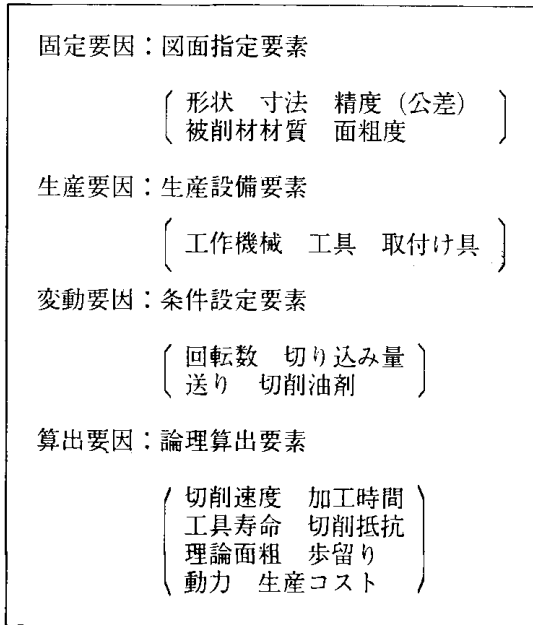 固定要因：図面指定要素
形状　寸法　精度（公差）
被削材材質　面粗度
生産要因：生産設備要素
工作機械　工具　取付け具
変動要因：条件設定要素
回転数　切り込み量
送り　切削油剤
算出要因：論理算出要素
切削速度　加工時間
工具寿命　切削抵抗
理論面粗　歩留り
動力　生産コスト